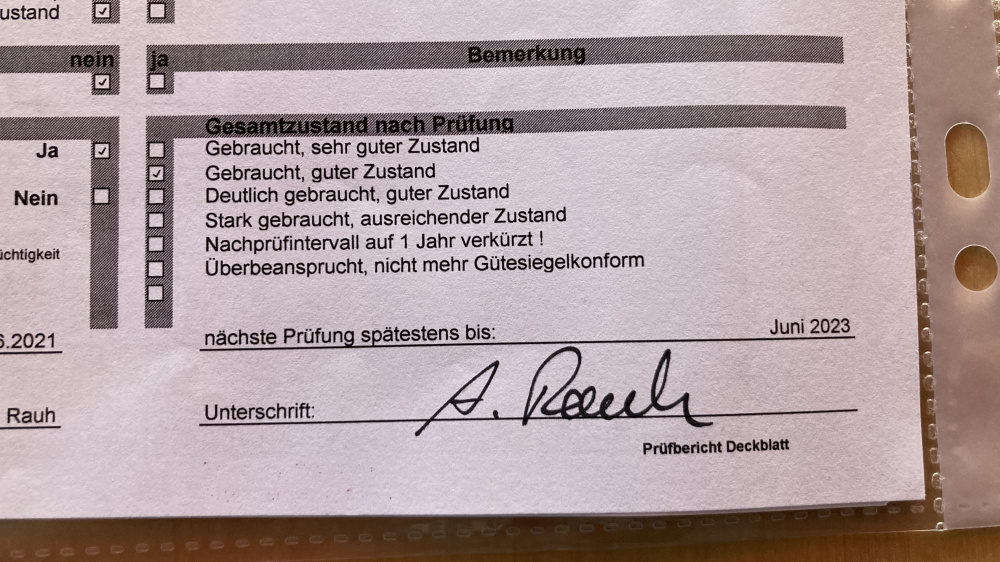 ustand
nein ja Bemerkung
Gesamtzustand nach Prüfung
Ja Gebraucht, sehr guter Zustand
Gebraucht, guter Zustand
Nein Deutlich gebraucht, guter Zustand
Stark gebraucht, ausreichender Zustand
Nachprüfintervall auf 1 Jahr verkürzt !
üchtigkeit
Überbeansprucht, nicht mehr Gütesiegelkonform
6.2021 nächste Prüfung spätestens bis: Juni 2023
Rauh Unterschrift: A. Rauh
Prüfbericht Deckblatt